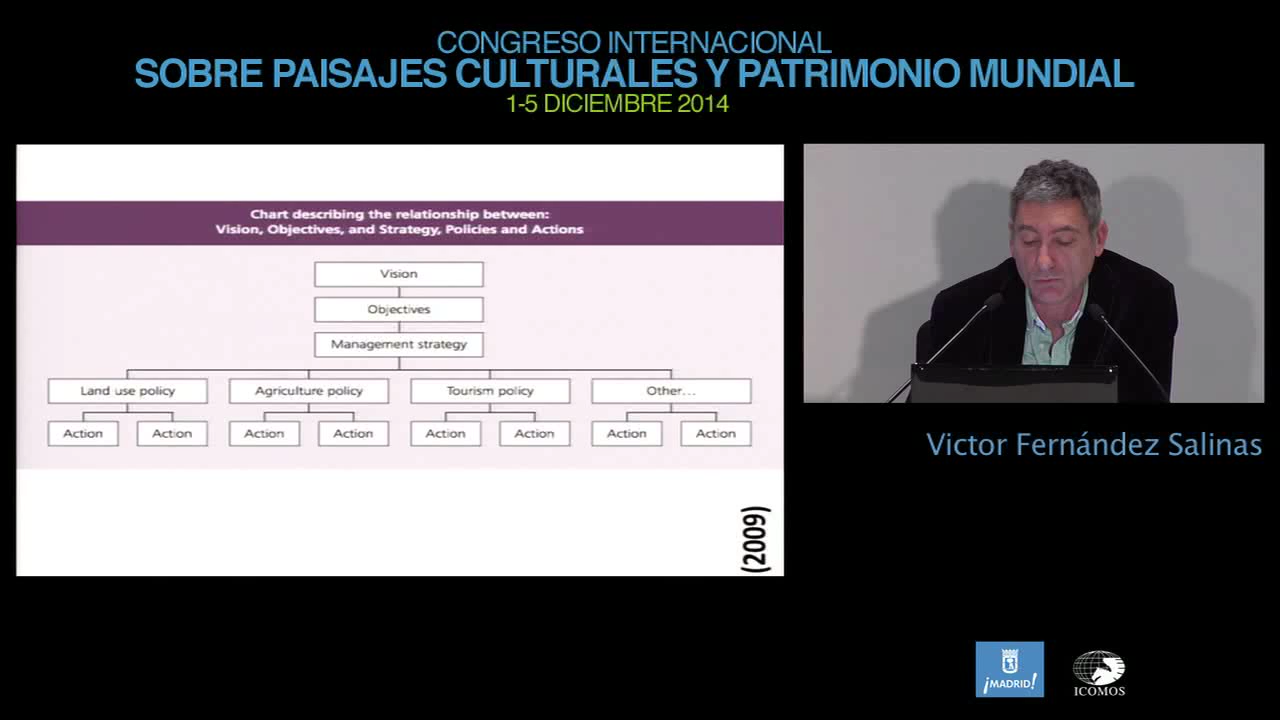 CONGRESO INTERNACIONAL
SOBRE PAISAJES CULTURALES Y PATRIMONIO MUNDIAL
1-5 DICIEMBRE 2014
Chart describing the relationship between:
Vision, Objectives, and Strategy, Policies and Actions
Vision
Objectives
Management strategy
Land use policy Agriculture policy Tourism policy Other...
Action Action Action Action Action Action Action Action
(2009)
Victor Fernández Salinas
¡MADRID!
ICOMOS